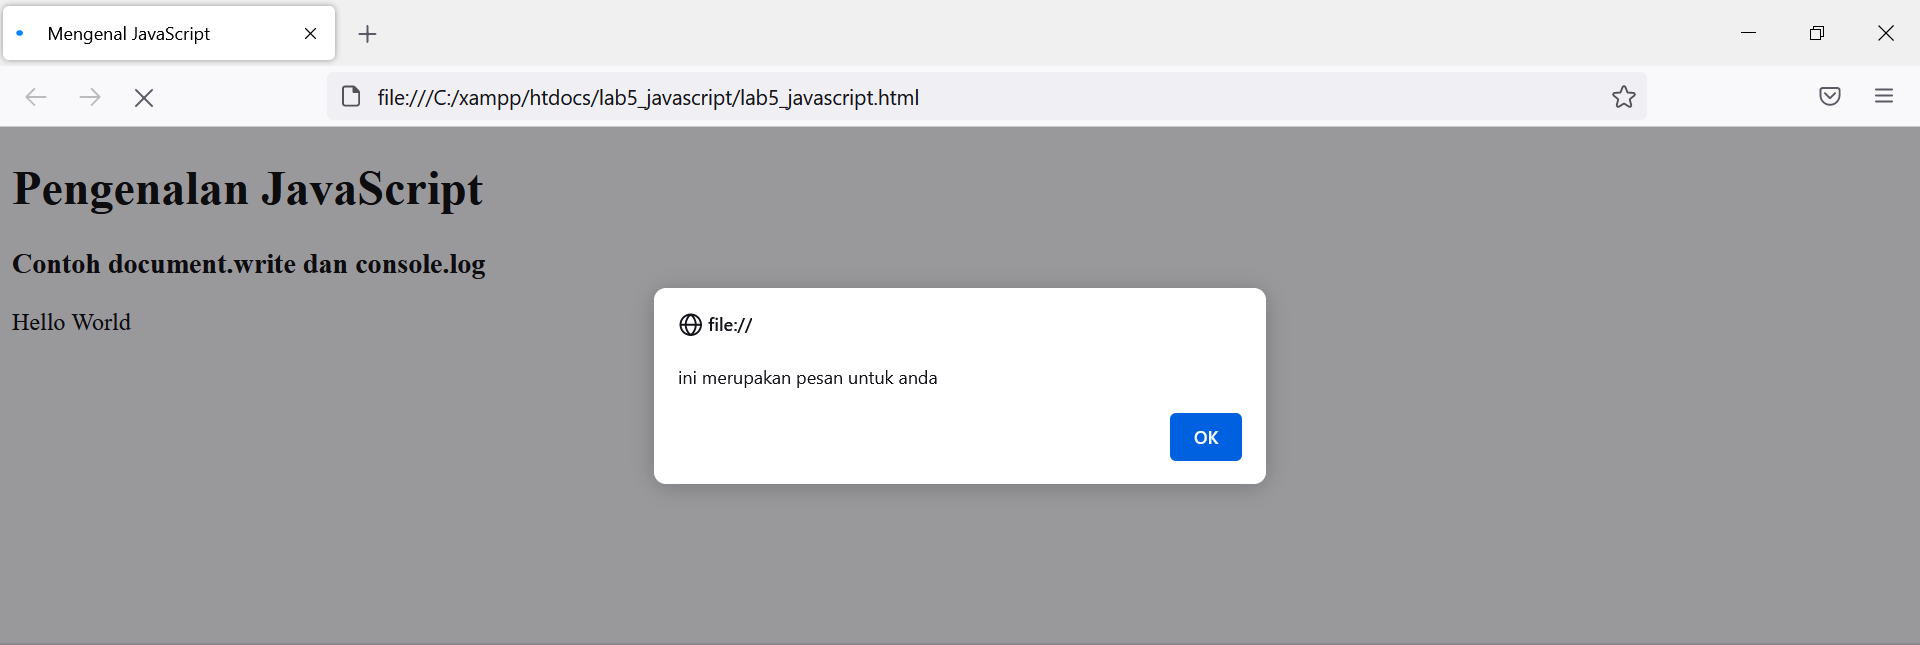 Mengenal JavaScript
file:///C:/xampp/htdocs/lab5_javascript/lab5_javascript.html
Pengenalan JavaScript
Contoh document.write dan console.log
Hello World
file://
ini merupakan pesan untuk anda
OK